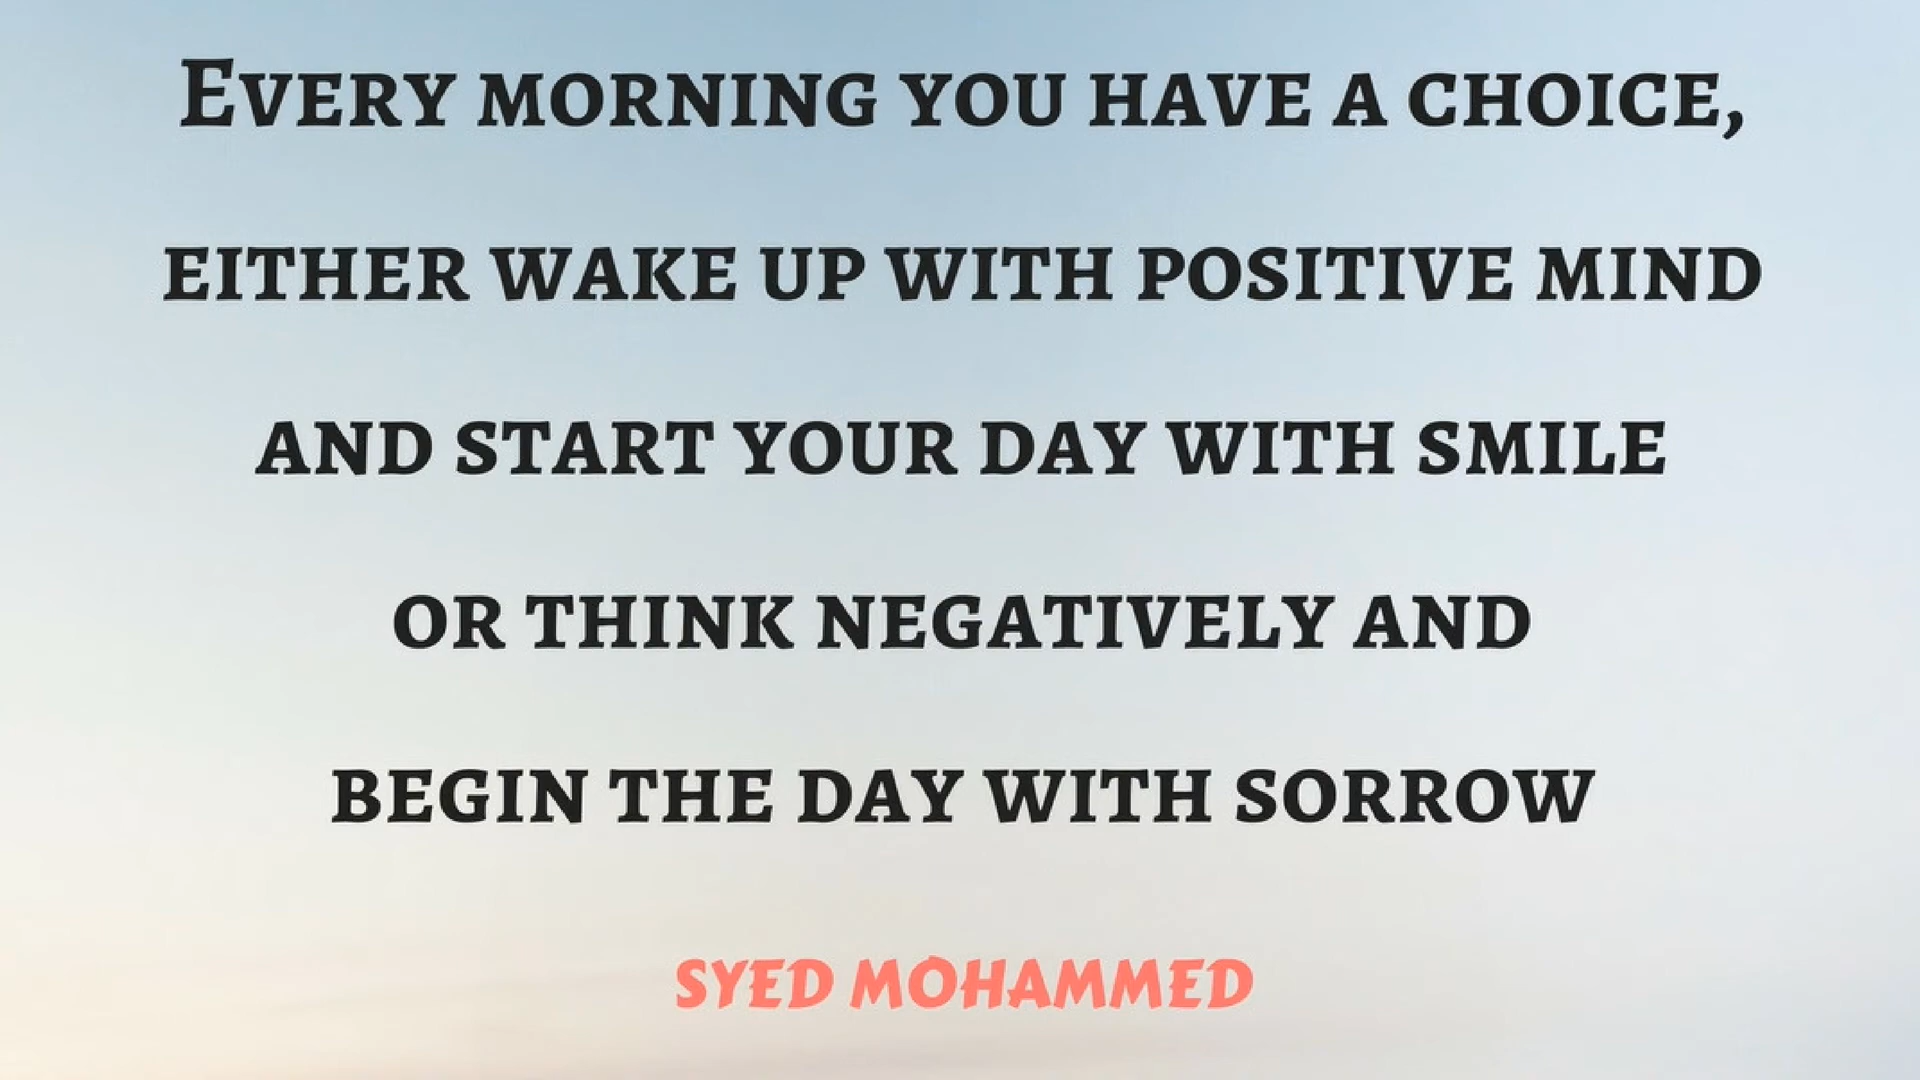 Every morning you have a choice,
either wake up with positive mind
and start your day with smile
or think negatively and
begin the day with sorrow
SYED MOHAMMED